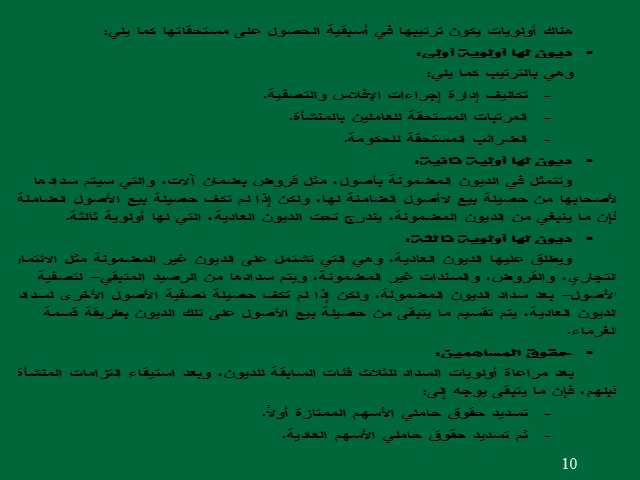 هناك أولويات يكون ترتيبها في أسبقية الحصول على مستحقاتها كما يلي:
▪ ديون لها أولوية أولى:
وهي بالترتيب كما يلي:
– تكاليف إدارة إجراءات الإفلاس والتصفية.
– المرتبات المستحقة للعاملين بالمنشأة.
– الضرائب المستحقة للحكومة.
▪ ديون لها أولية ثانية:
وتتمثل في الديون المضمونة بأصول، مثل قروض بضمان آلات، والتي سيتم سدادها
لأصحابها من حصيلة بيع لأصول الضامنة لها، ولكن إذا لم تكف حصيلة بيع الأصول الضامنة
فإن ما ينبغي من الديون المضمونة، يندرج تحت الديون العادية، التي لها أولوية ثالثة.
▪ ديون لها أولوية ثالثة:
ويطلق عليها الديون العادية، وهي التي تشتمل على الديون غير المضمونة مثل الائتمان
التجاري، والقروض، والسندات غير المضمونة، ويتم سدادها من الرصيد المتبقي– لتصفية
الأصول– بعد سداد الديون المضمونة، ولكن إذا لم تكف حصيلة تصفية الأصول الأخرى لسداد
الديون العادية، يتم تقسيم ما يتبقى من حصيلة بيع الأصول على تلك الديون بطريقة قسمة
الغرماء.
▪ حقوق المساهمين:
بعد مراعاة أولويات السداد للثلاث فئات السابقة للديون، وبعد استيفاء التزامات المنشأة
قبلهم، فإن ما يتبقى يوجه إلى:
– تسديد حقوق حاملي الأسهم الممتازة أولاً.
– ثم تسديد حقوق حاملي الأسهم العادية.
10